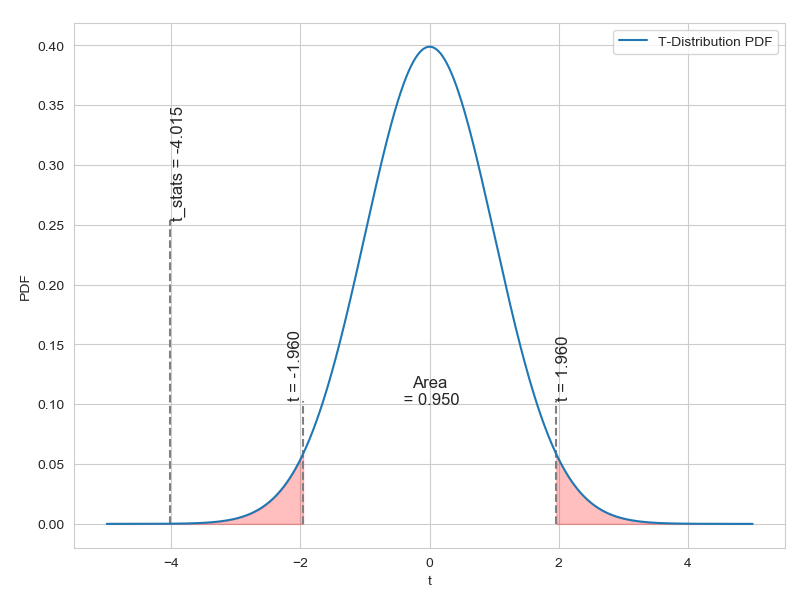 T-Distribution PDF
0.40
0.35
0.30
0.25
0.20
0.15
0.10
0.05
0.00
PDF
t_stats = -4.015
t = -1.960
Area
= 0.950
t = 1.960
−4
−2
0
2
4
t